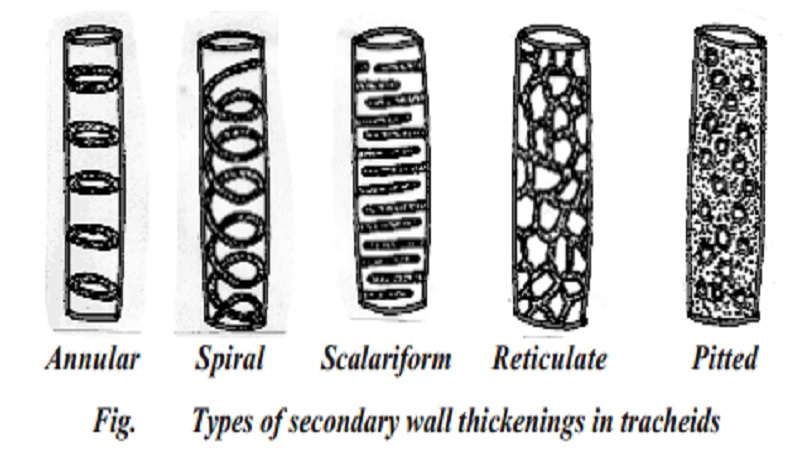 Annular Spiral Scalariform Reticulate Pitted
Fig. Types of secondary wall thickenings in tracheids